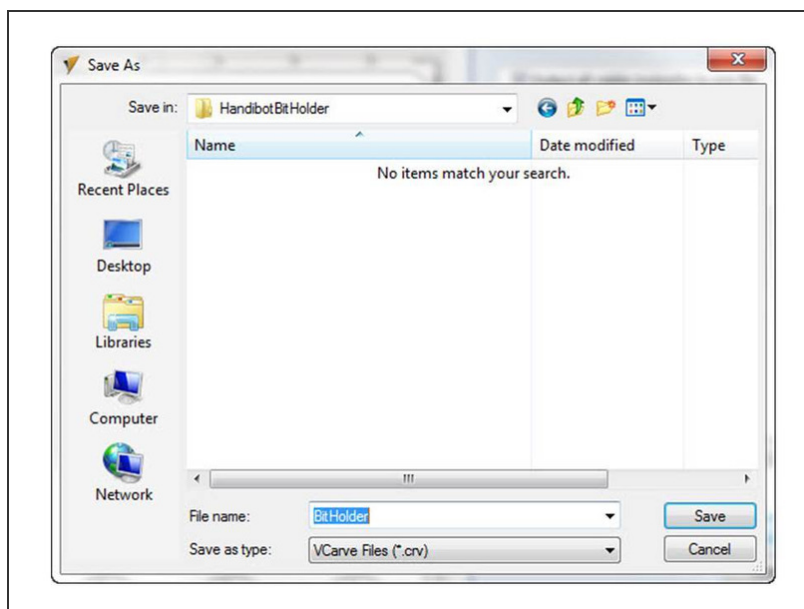 Save As
Save in: HandibotBitHolder
Name Date modified Type
No items match your search.
Recent Places
Desktop
Libraries
Computer
Network
File name: BitHolder Save
Save as type: VCarve Files (*.crv) Cancel